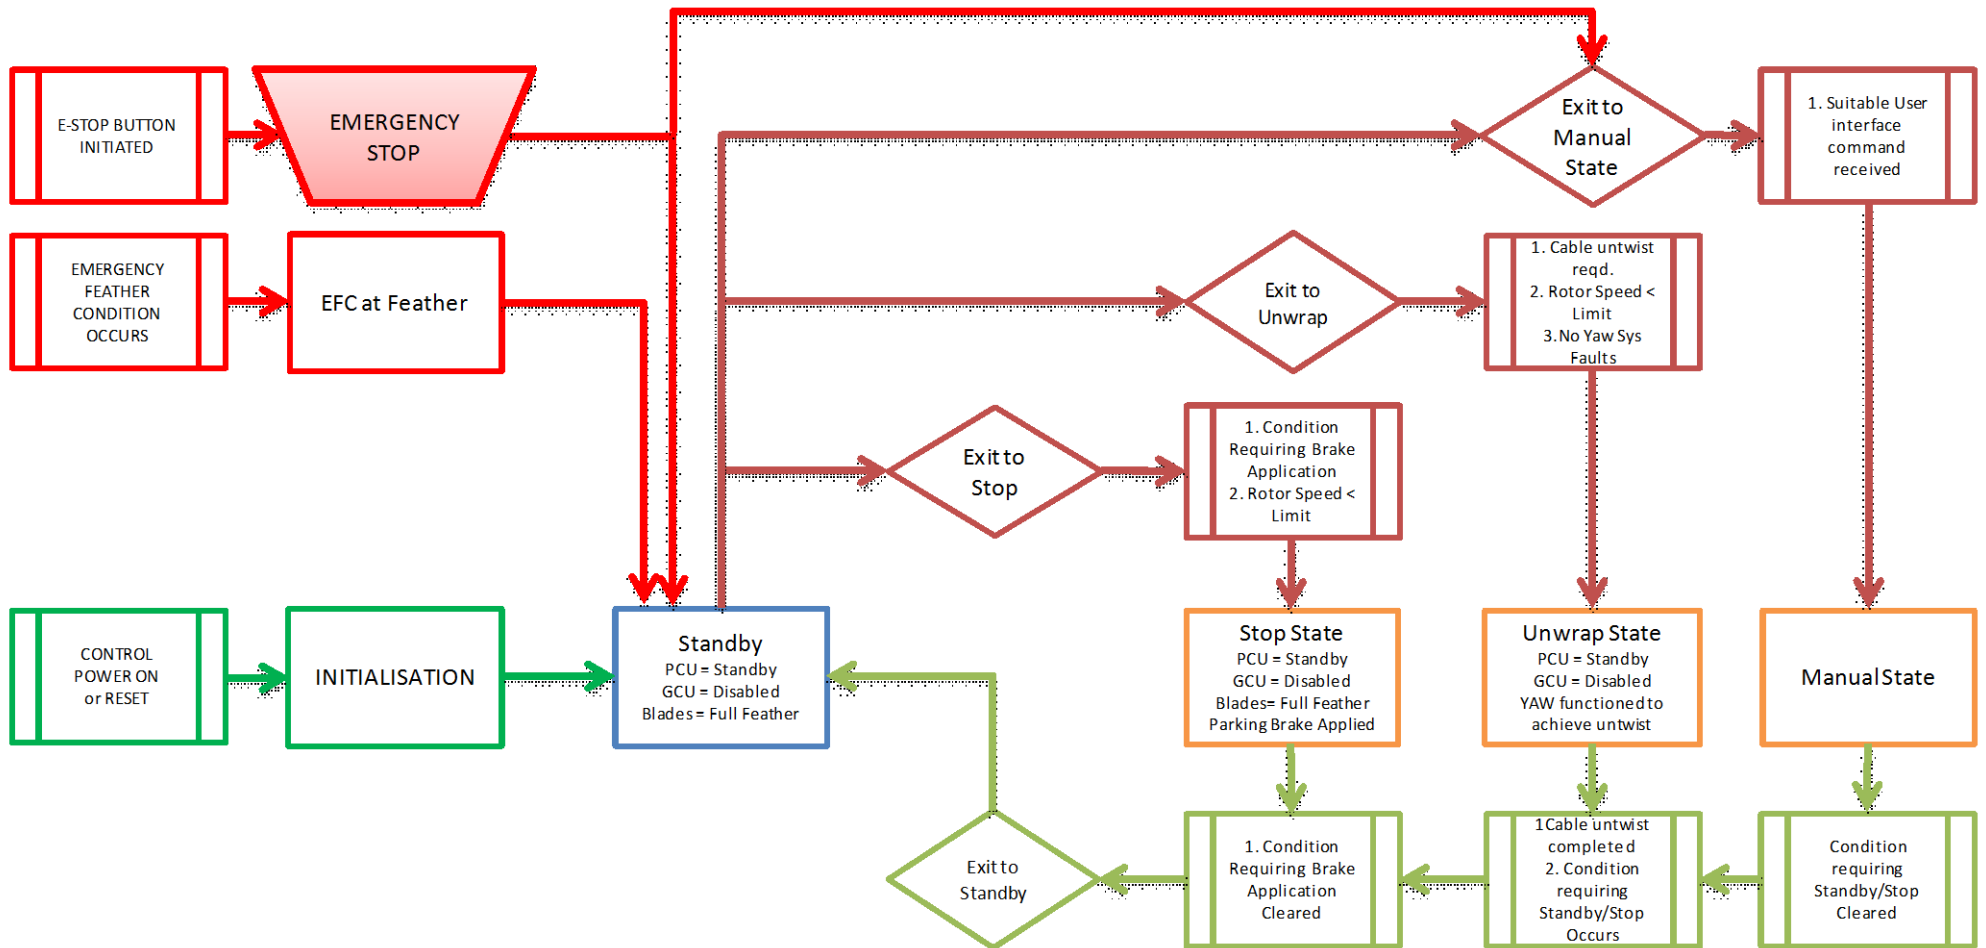 E-STOP BUTTON
INITIATED
EMERGENCY
STOP
Exit to
Manual
State
1. Suitable User
interface
command
received
EMERGENCY
FEATHER
CONDITION
OCCURS
EFC at Feather
Exit to
Unwrap
1. Cable untwist
reqd.
2. Rotor Speed <
Limit
3.No Yaw Sys
Faults
Exit to
Stop
1. Condition
Requiring Brake
Application
2. Rotor Speed <
Limit
CONTROL
POWER ON
or RESET
INITIALISATION
Standby
PCU = Standby
GCU = Disabled
Blades = Full Feather
Stop State
PCU = Standby
GCU = Disabled
Blades= Full Feather
Parking Brake Applied
Unwrap State
PCU = Standby
GCU = Disabled
YAW functioned to
achieve untwist
Manual State
Exit to
Standby
1. Condition
Requiring Brake
Application
Cleared
1Cable untwist
completed
2. Condition
requiring
Standby/Stop
Occurs
Condition
requiring
Standby/Stop
Cleared